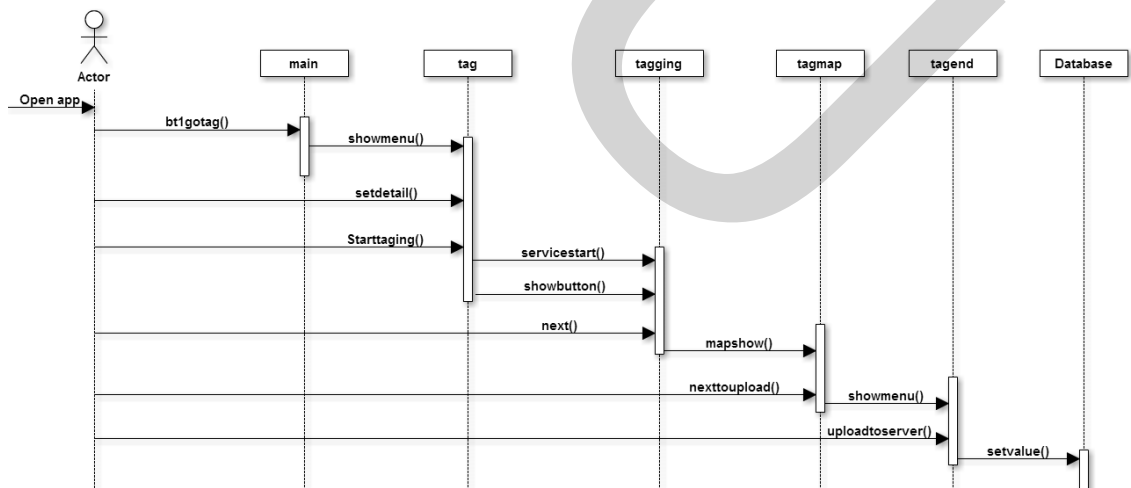 Actor
main
tag
tagging
tagmap
tagend
Database
Open app
bt1gotag()
showmenu()
setdetail()
Starttaging()
servicestart()
showbutton()
next()
mapshow()
nexttoupload()
showmenu()
uploadtoserver()
setvalue()